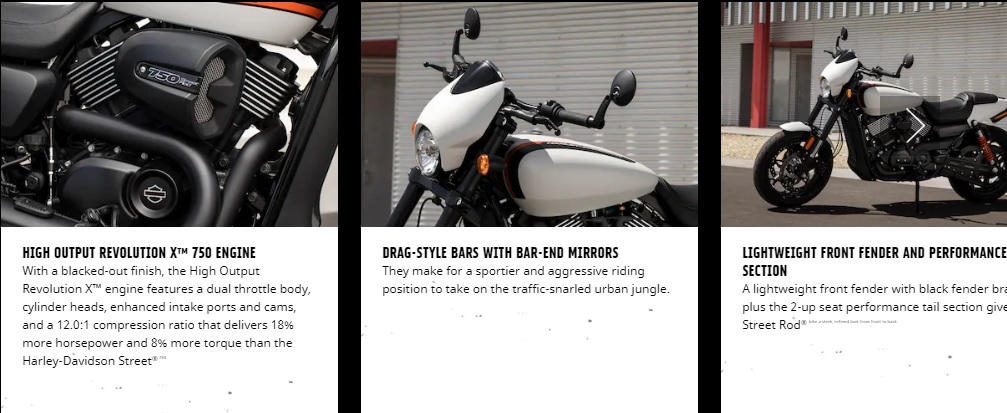 750
HIGH OUTPUT REVOLUTION X™ 750 ENGINE
With a blacked-out finish, the High Output
Revolution X™ engine features a dual throttle body,
cylinder heads, enhanced intake ports and cams,
and a 12.0:1 compression ratio that delivers 18%
more horsepower and 8% more torque than the
Harley-Davidson Street®
DRAG-STYLE BARS WITH BAR-END MIRRORS
They make for a sportier and aggressive riding
position to take on the traffic-snarled urban jungle.
LIGHTWEIGHT FRONT FENDER AND PERFORMANCE
SECTION
A lightweight front fender with black fender bra
plus the 2-up seat performance tail section give
Street Rod®